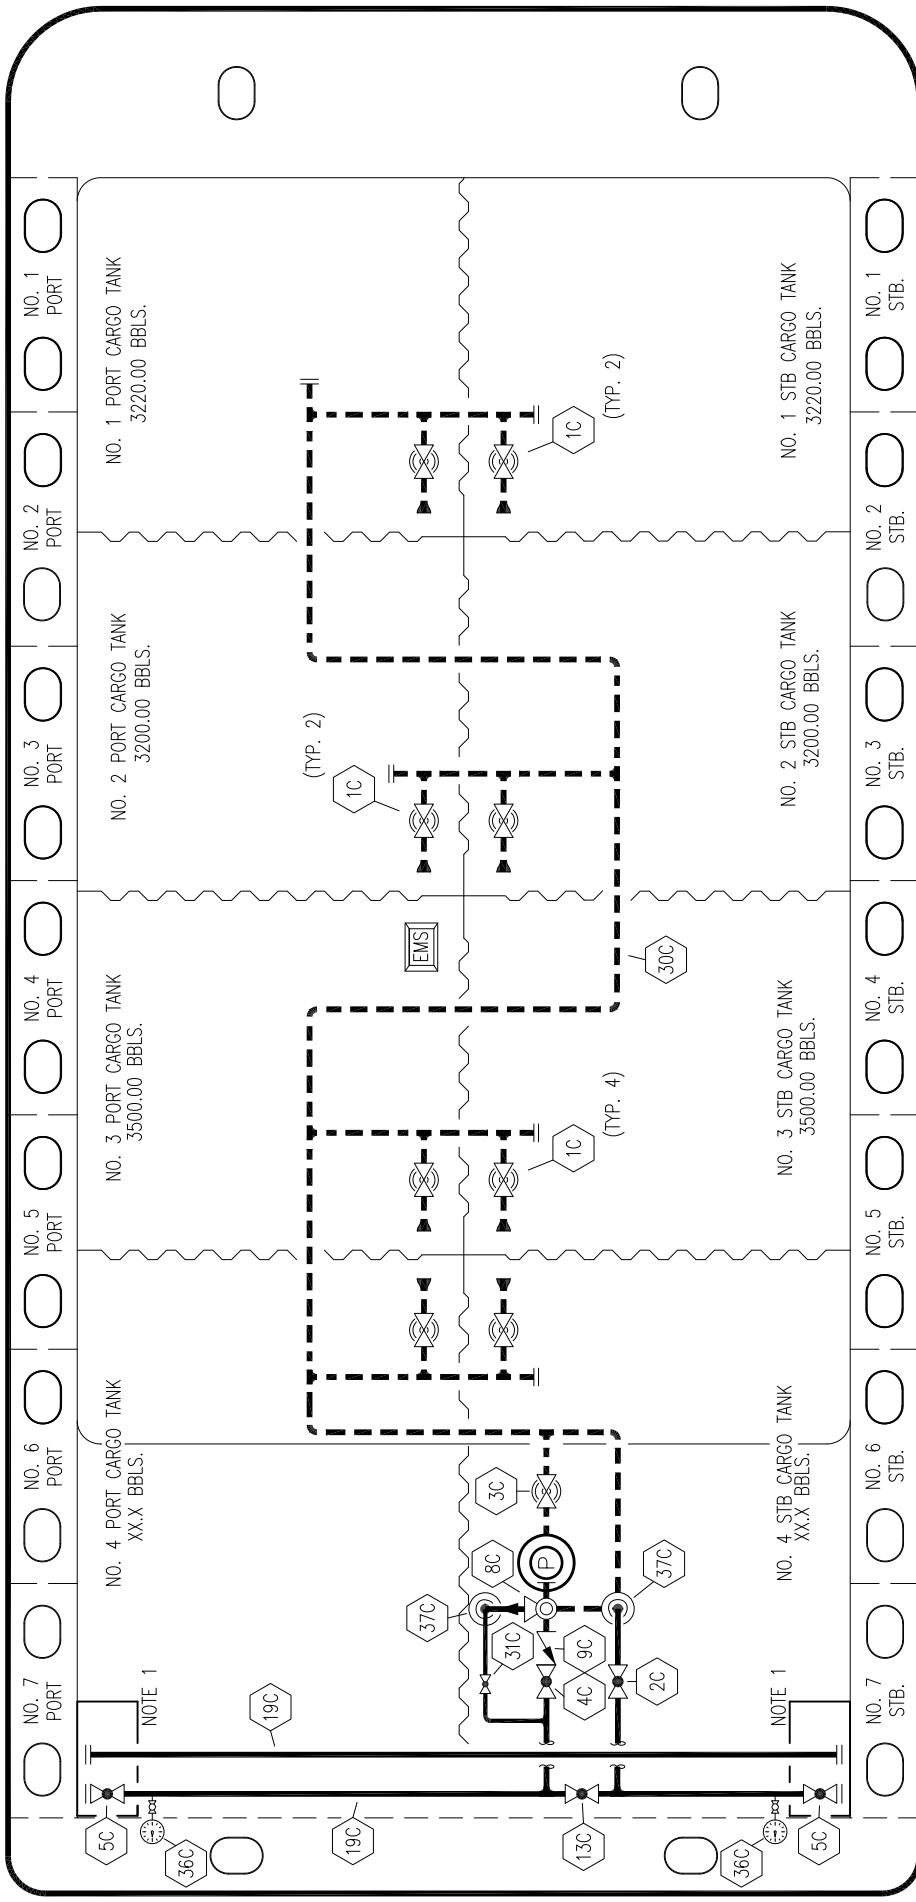 NO. 1
PORT
NO. 2
PORT
NO. 3
PORT
NO. 4
PORT
NO. 5
PORT
NO. 6
PORT
NO. 7
PORT
NO. 1 PORT CARGO TANK
3220.00 BBLS.
NO. 2 PORT CARGO TANK
3200.00 BBLS.
NO. 3 PORT CARGO TANK
3500.00 BBLS.
NO. 4 PORT CARGO TANK
XX.X BBLS.
NOTE 1
1C
(TYP. 2)
(TYP. 2)
1C
EMS
30C
1C
(TYP. 4)
3C
P
8C
37C
37C
31C
9C
4C
2C
19C
19C
5C
36C
13C
36C
5C
NO. 1 STB CARGO TANK
3220.00 BBLS.
NO. 2 STB CARGO TANK
3200.00 BBLS.
NO. 3 STB CARGO TANK
3500.00 BBLS.
NO. 4 STB CARGO TANK
XX.X BBLS.
NOTE 1
NO. 1
STB.
NO. 2
STB.
NO. 3
STB.
NO. 4
STB.
NO. 5
STB.
NO. 6
STB.
NO. 7
STB.